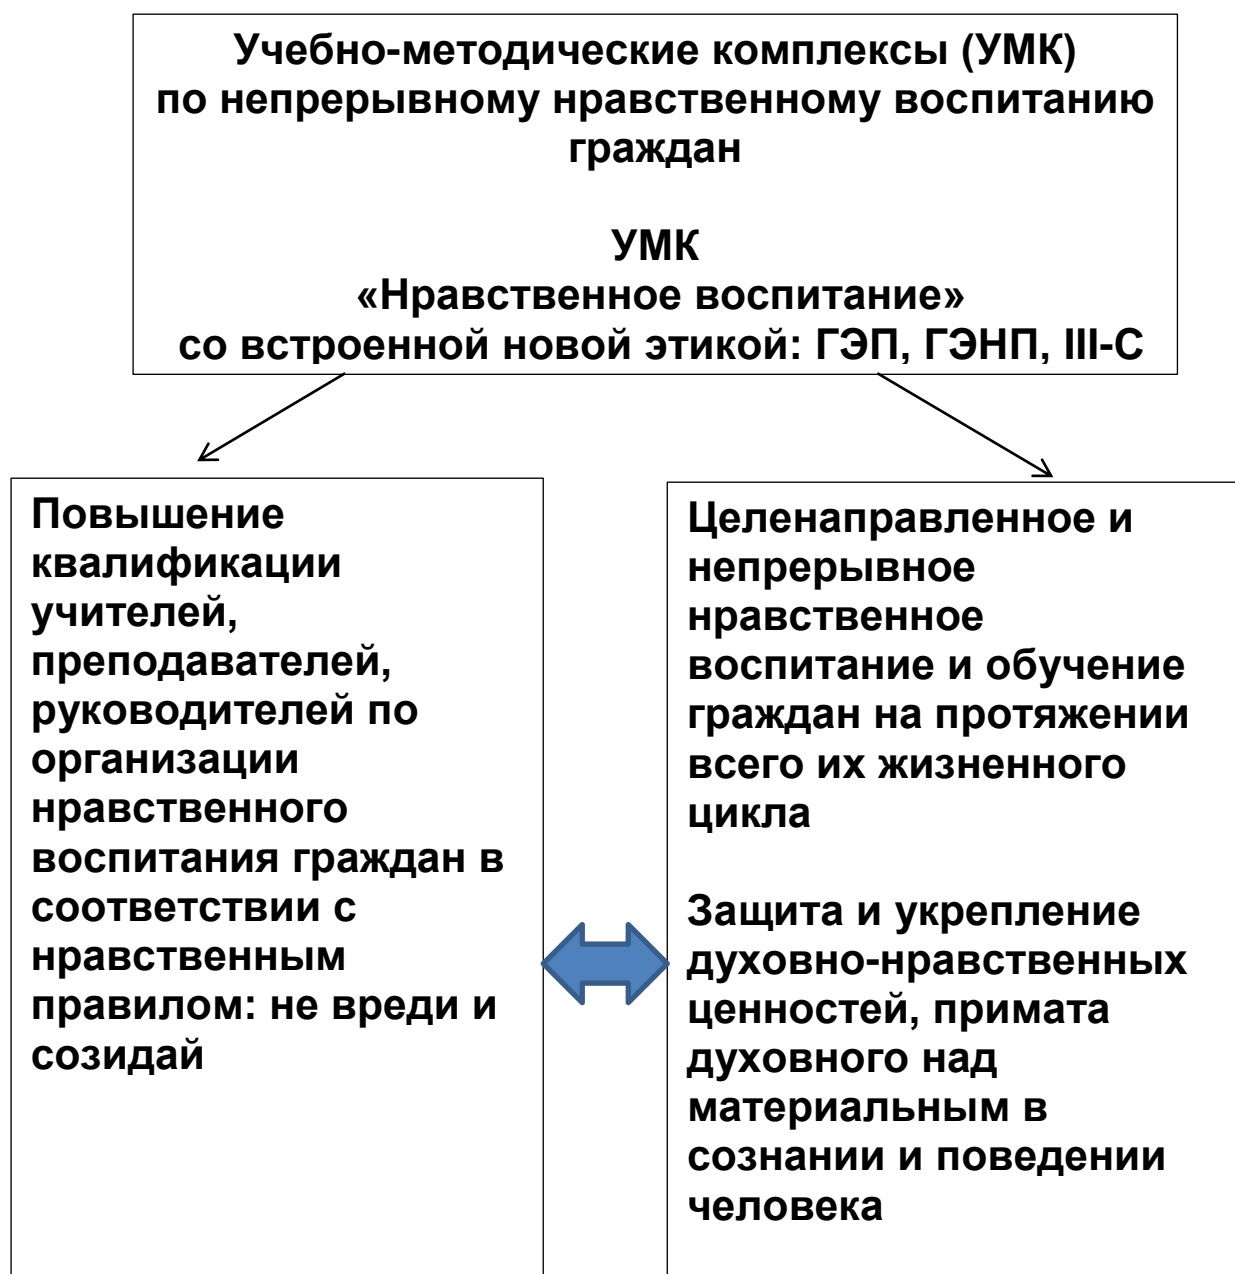 Учебно-методические комплексы (УМК)
по непрерывному нравственному воспитанию
граждан
УМК
«Нравственное воспитание»
со встроенной новой этикой: ГЭП, ГЭНП, III-С
Повышение
квалификации
учителей,
преподавателей,
руководителей по
организации
нравственного
воспитания граждан в
соответствии с
нравственным
правилом: не вреди и
созидай
Целенаправленное и
непрерывное
нравственное
воспитание и обучение
граждан на протяжении
всего их жизненного
цикла
Защита и укрепление
духовно-нравственных
ценностей, примата
духовного над
материальным в
сознании и поведении
человека